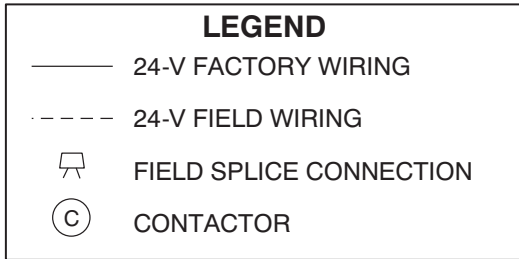 LEGEND
24-V FACTORY WIRING
24-V FIELD WIRING
FIELD SPLICE CONNECTION
C CONTACTOR